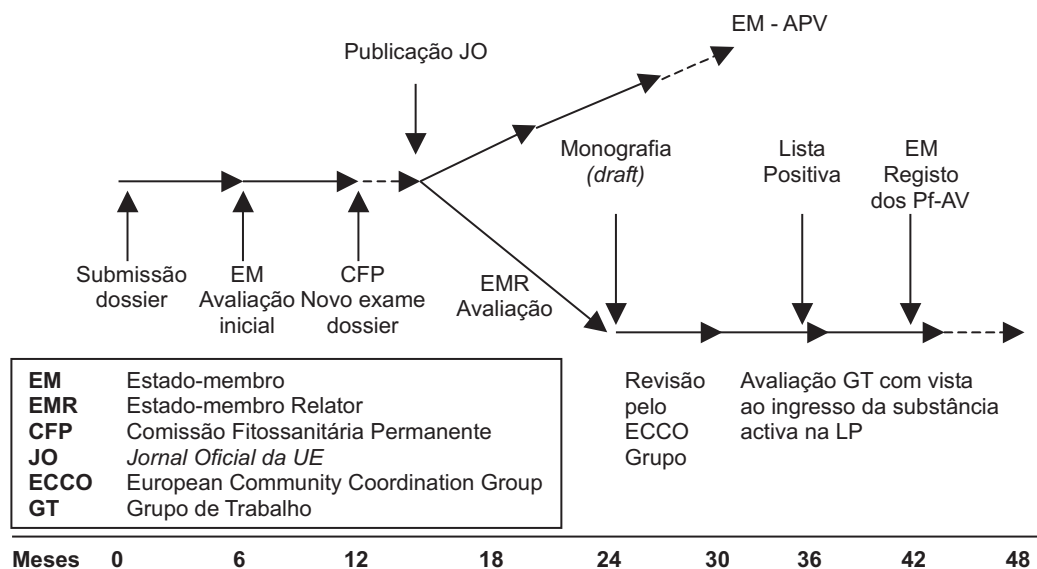 EM - APV
Publicação JO
Monografia
(draft)
Lista
Positiva
EM
Registo
dos Pf-AV
Submissão
dossier
EM
Avaliação
inicial
CFP
Novo exame
dossier
EMR
Avaliação
Revisão
pelo
ECCO
Grupo
Avaliação GT com vista
ao ingresso da substância
activa na LP
EM Estado-membro
EMR Estado-membro Relator
CFP Comissão Fitossanitária Permanente
JO Jornal Oficial da UE
ECCO European Community Coordination Group
GT Grupo de Trabalho
Meses 0 6 12 18 24 30 36 42 48